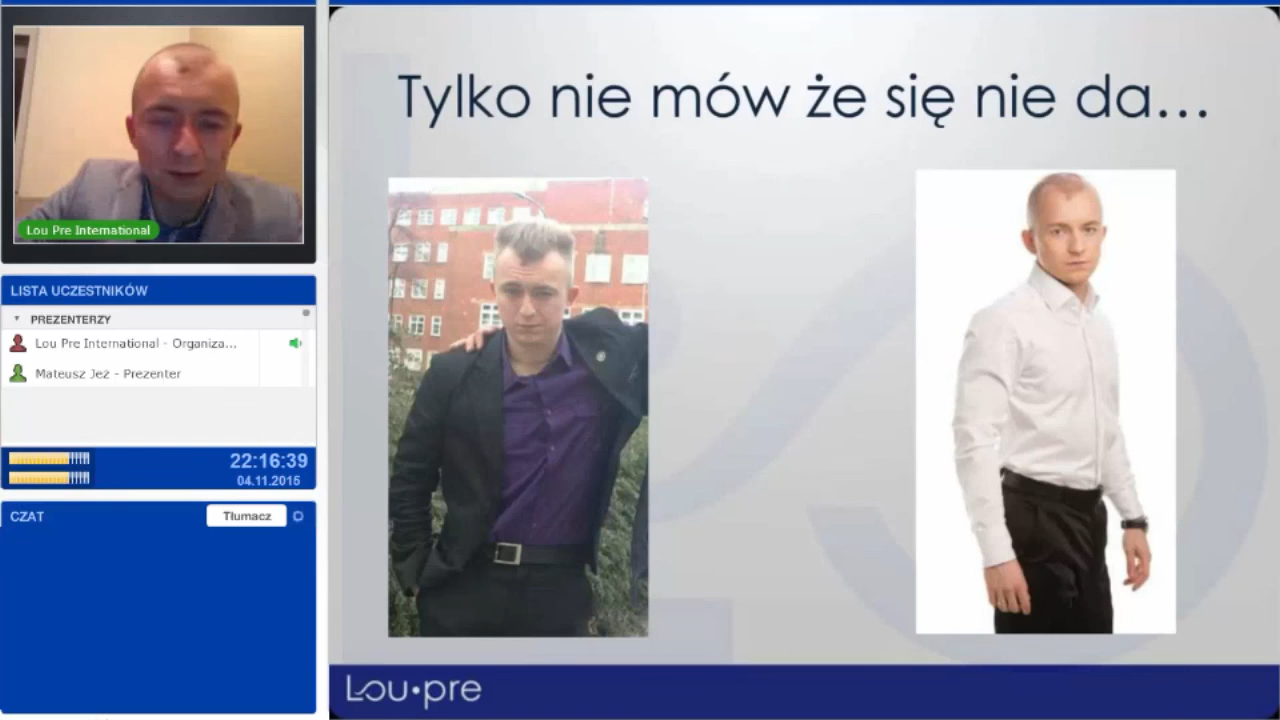 Tylko nie mów że się nie da...
Lou Pre International
LISTA UCZESTNIKÓW
PREZENTERZY
Lou Pre International - Organiza...
Mateusz Jeż - Prezenter
22:16:39
04.11.2015
CZAT
Tłumacz
Lou•pre